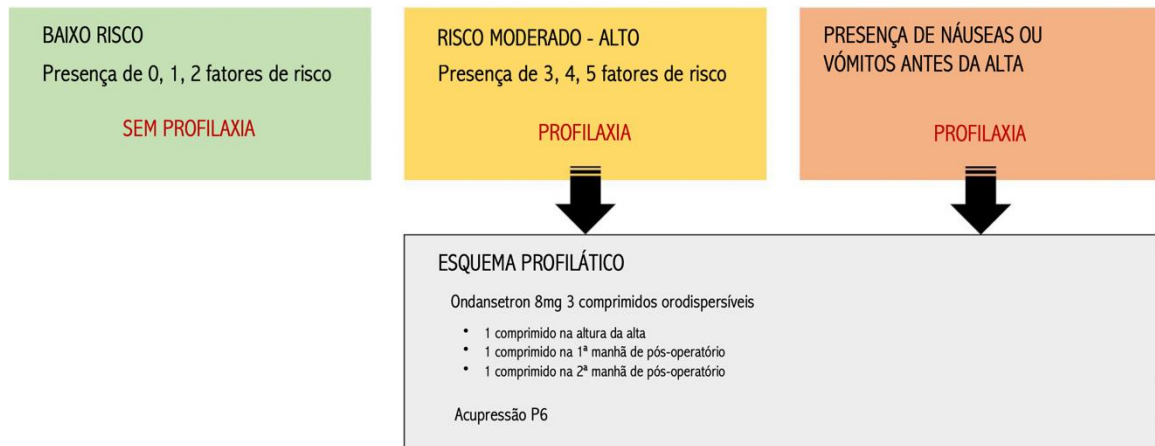 BAIXO RISCO
Presença de 0, 1, 2 fatores de risco
SEM PROFILAXIA
RISCO MODERADO - ALTO
Presença de 3, 4, 5 fatores de risco
PROFILAXIA
PRESENÇA DE NÁUSEAS OU
VÓMITOS ANTES DA ALTA
PROFILAXIA
ESQUEMA PROFILÁTICO
Ondansetron 8mg 3 comprimidos orodispersíveis
• 1 comprimido na altura da alta
• 1 comprimido na 1ª manhã de pós-operatório
• 1 comprimido na 2ª manhã de pós-operatório
Acupressão P6